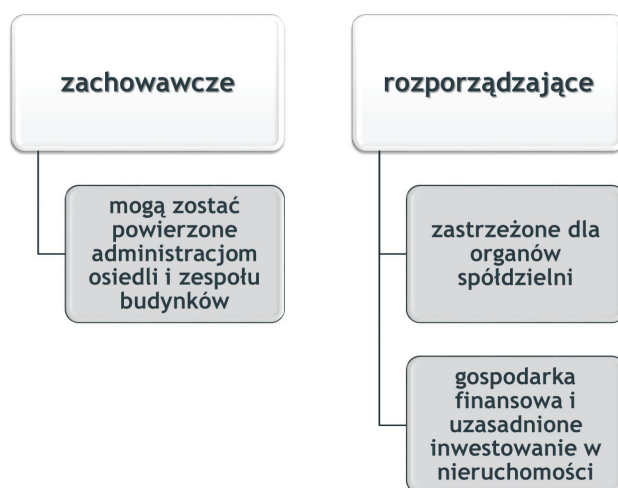 zachowawcze
mogą zostać
powierzone
administracjom
osiedli i zespołu
budynków
rozporządzające
zastrzeżone dla
organów
spółdzielni
gospodarka
finansowa i
uzasadnione
inwestowanie w
nieruchomości